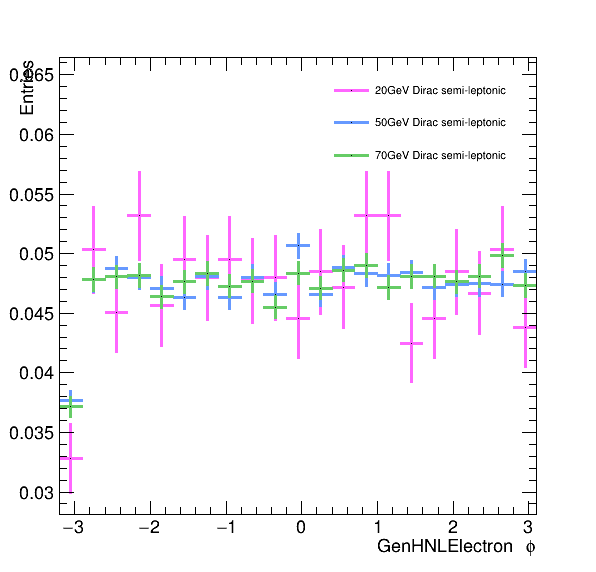 Entries
0.065
0.06
0.055
0.05
0.045
0.04
0.035
0.03
20GeV Dirac semi-leptonic
50GeV Dirac semi-leptonic
70GeV Dirac semi-leptonic
−3 −2 −1 0 1 2 3
GenHNLElectron ϕ